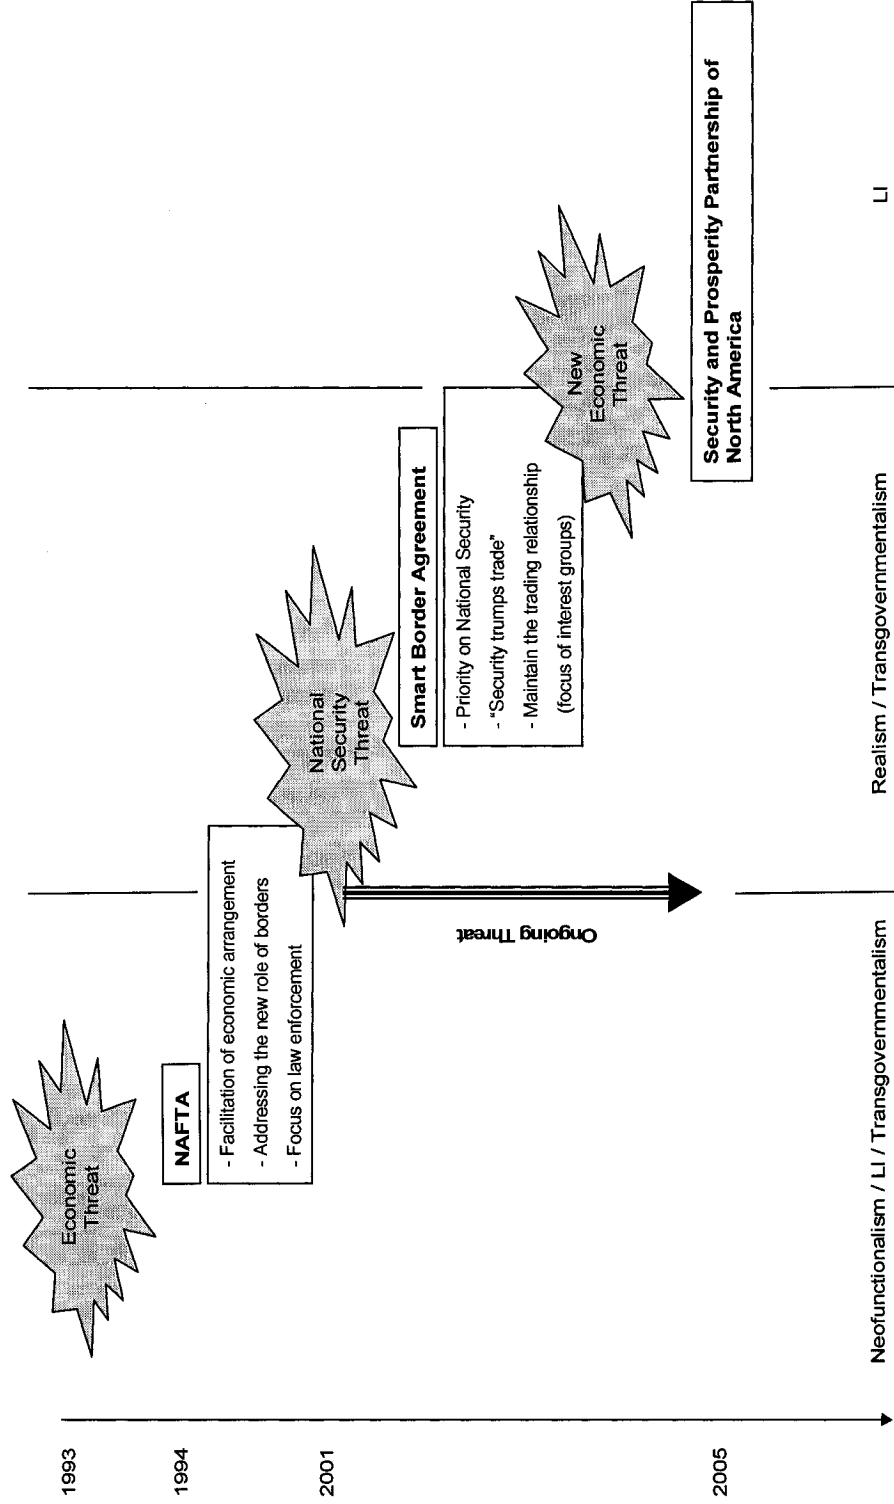 1993
1994
2001
2005
Economic
Threat
NAFTA
- Facilitation of economic arrangement
- Addressing the new role of borders
- Focus on law enforcement
National
Security
Threat
Ongoing Threat
Smart Border Agreement
- Priority on National Security
- “Security trumps trade”
- Maintain the trading relationship
(focus of interest groups)
New
Economic
Threat
Security and Prosperity Partnership of
North America
Neofunctionalism / LI / Transgovernmentalism
Realism / Transgovernmentalism
LI